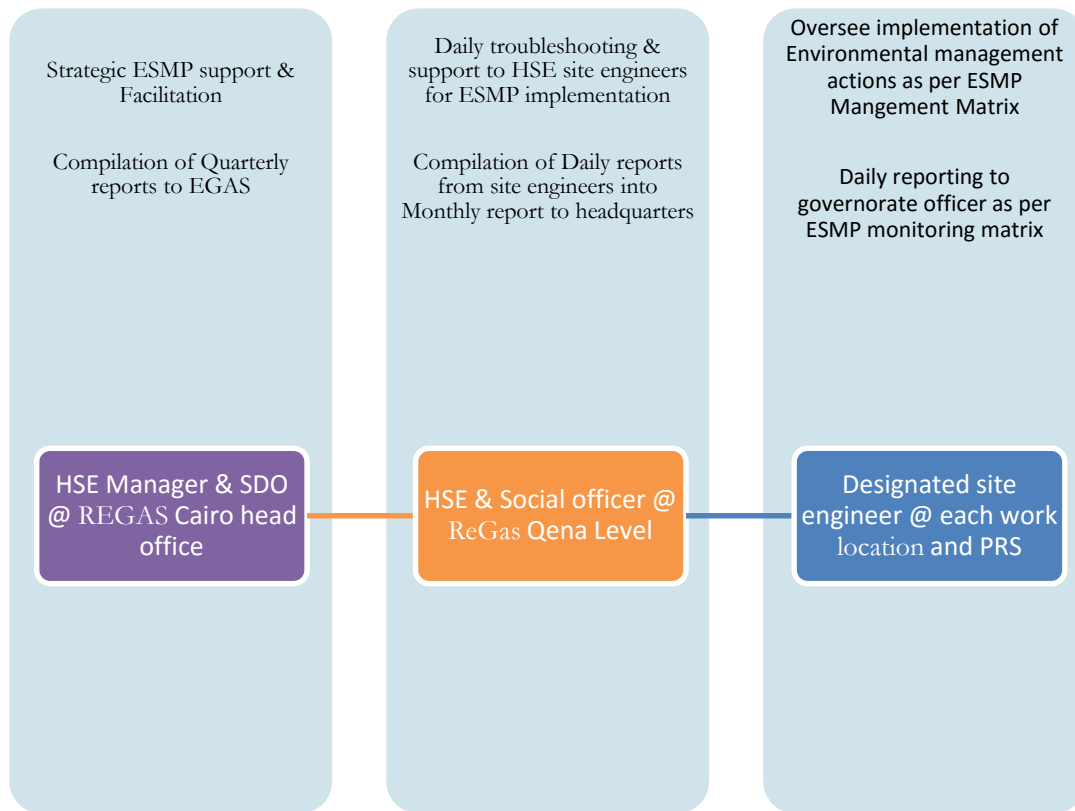 Strategic ESMP support &
Facilitation
Compilation of Quarterly
reports to EGAS
HSE Manager & SDO
@ REGAS Cairo head
office
Daily troubleshooting &
support to HSE site engineers
for ESMP implementation
Compilation of Daily reports
from site engineers into
Monthly report to headquarters
HSE & Social officer @
ReGas Qena Level
Oversee implementation of
Environmental management
actions as per ESMP
Mangement Matrix
Daily reporting to
governorate officer as per
ESMP monitoring matrix
Designated site
engineer @ each work
location and PRS